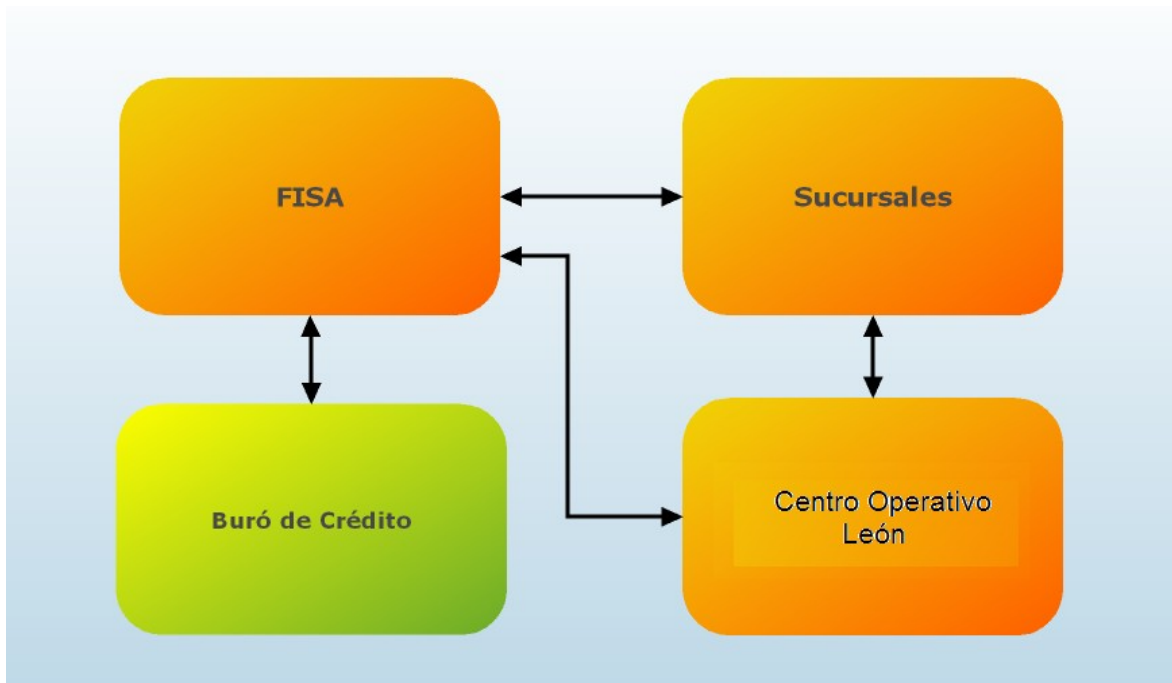 FISA
Sucursales
Buró de Crédito
Centro Operativo
León